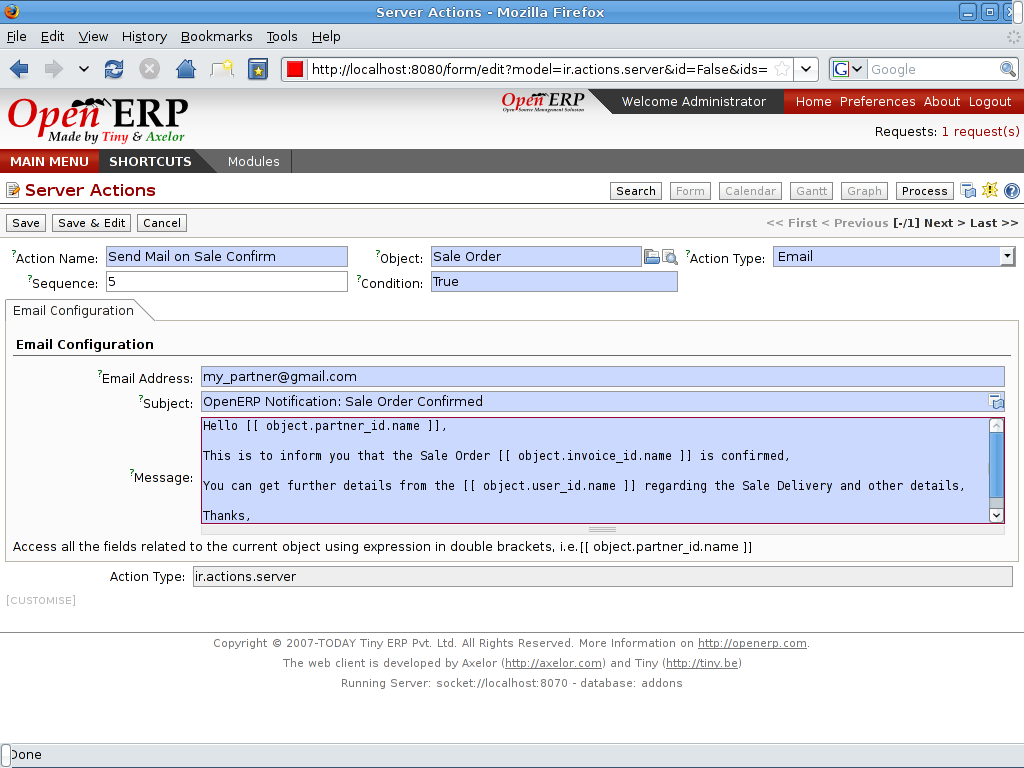 Server Actions - Mozilla Firefox
File Edit View History Bookmarks Tools Help
http://localhost:8080/form/edit?model=ir.actions.server&id=False&ids= G Google
Open ERP
Made by Tiny & Axelor
Open ERP
Open Source Management Solution
Welcome Administrator Home Preferences About Logout
Requests: 1 request(s)
MAIN MENU SHORTCUTS Modules
Server Actions Search Form Calendar Gantt Graph Process
Save Save & Edit Cancel << First < Previous [-/1] Next > Last >>
?Action Name: Send Mail on Sale Confirm ?Object: Sale Order ?Action Type: Email
?Sequence: 5 ?Condition: True
Email Configuration
Email Configuration
?Email Address: my_partner@gmail.com
?Subject: OpenERP Notification: Sale Order Confirmed
?Message:
Hello [[ object.partner_id.name ]],
This is to inform you that the Sale Order [[ object.invoice_id.name ]] is confirmed,
You can get further details from the [[ object.user_id.name ]] regarding the Sale Delivery and other details,
Thanks,
Access all the fields related to the current object using expression in double brackets, i.e.[[ object.partner_id.name ]]
Action Type: ir.actions.server
[CUSTOMISE]
Copyright © 2007-TODAY Tiny ERP Pvt. Ltd. All Rights Reserved. More Information on http://openerp.com.
The web client is developed by Axelor (http://axelor.com) and Tiny (http://tiny.be)
Running Server: socket://localhost:8070 - database: addons
Done